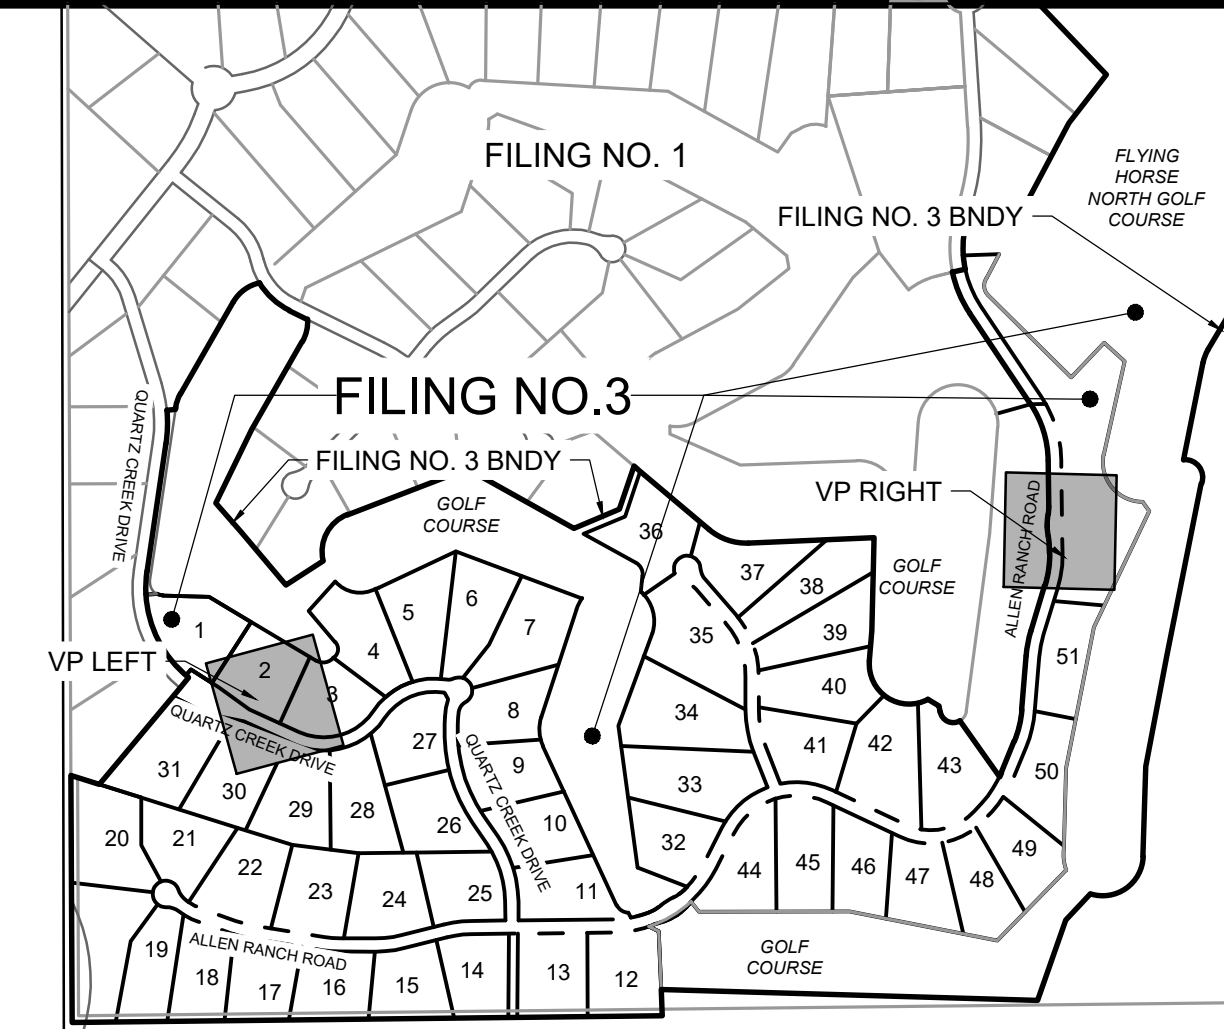 FILING NO. 1
FLYING
HORSE
NORTH GOLF
COURSE
FILING NO. 3 BNDY
FILING NO.3
QUARTZ CREEK DRIVE
FILING NO. 3 BNDY
GOLF
COURSE
VP RIGHT
ALLEN RANCH ROAD
36
37
38
GOLF
COURSE
1
2
3
4
5
6
7
35
39
51
VP LEFT
40
8
34
QUARTZ CREEK DRIVE
27
QUARTZ CREEK DRIVE
9
41
42
43
50
31
30
29
28
33
26
10
32
20
21
22
23
24
25
11
44
45
46
47
48
49
19
ALLEN RANCH ROAD
18
17
16
15
14
13
12
GOLF
COURSE